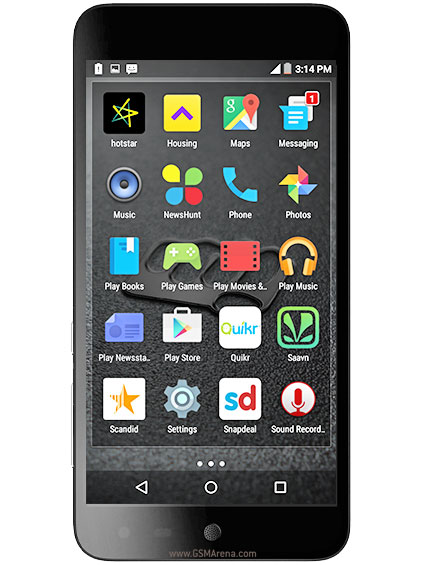 3:14 PM
1
hotstar Housing Maps Messaging
Music NewsHunt Phone Photos
Play Books Play Games Play Movies &.. Play Music
Quikr
Play Newssta.. Play Store Quikr Saavn
sd
Scandid Settings Snapdeal Sound Record..
www.GSMArena.com